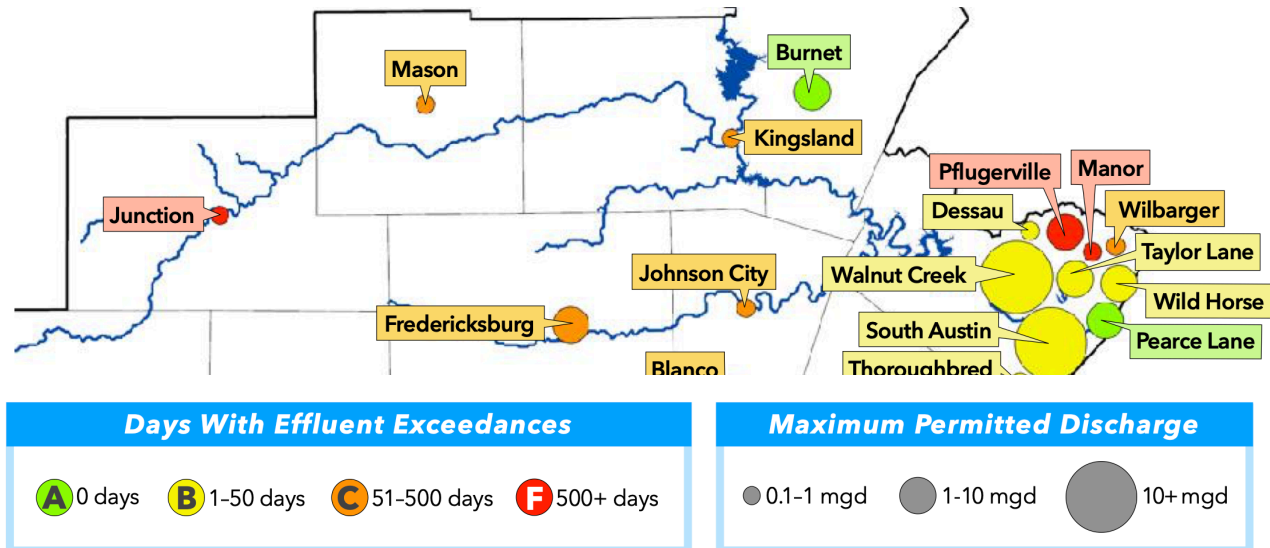 Burnet
Mason
Kingsland
Pflugerville
Manor
Junction
Dessau
Wilbarger
Taylor Lane
Johnson City
Walnut Creek
Wild Horse
Fredericksburg
South Austin
Pearce Lane
Blanco
Thoroughbred
Days With Effluent Exceedances
A 0 days
B 1–50 days
C 51–500 days
F 500+ days
Maximum Permitted Discharge
0.1–1 mgd
1-10 mgd
10+ mgd